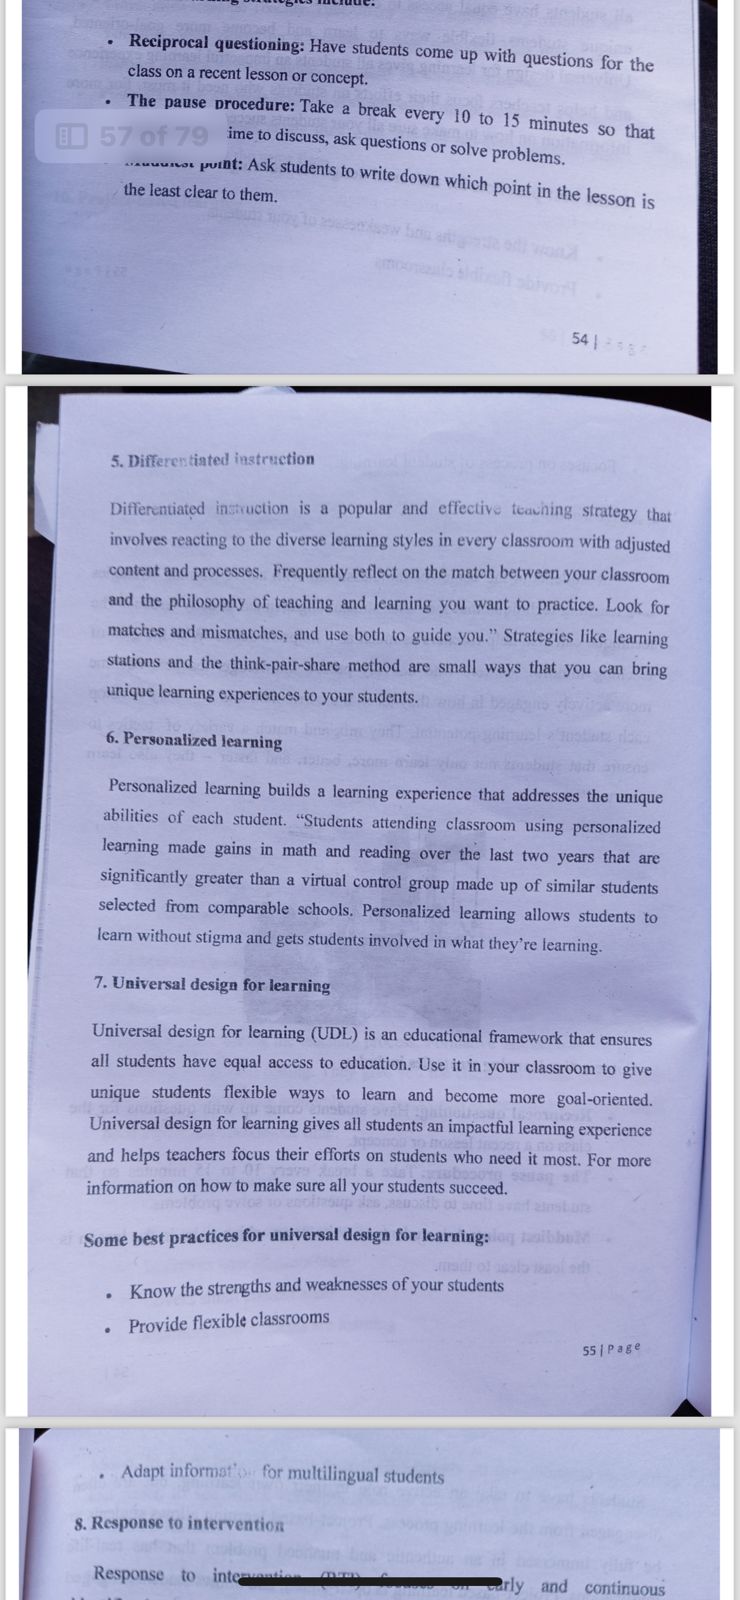 include:
• Reciprocal questioning: Have students come up with questions for the
class on a recent lesson or concept.
• The pause procedure: Take a break every 10 to 15 minutes so that
57 of 79
ime to discuss, ask questions or solve problems.
point: Ask students to write down which point in the lesson is
the least clear to them.
54 | Page
5. Differentiated instruction
Differentiated instruction is a popular and effective teaching strategy that
involves reacting to the diverse learning styles in every classroom with adjusted
content and processes. Frequently reflect on the match between your classroom
and the philosophy of teaching and learning you want to practice. Look for
matches and mismatches, and use both to guide you.” Strategies like learning
stations and the think-pair-share method are small ways that you can bring
unique learning experiences to your students.
6. Personalized learning
Personalized learning builds a learning experience that addresses the unique
abilities of each student. “Students attending classroom using personalized
learning made gains in math and reading over the last two years that are
significantly greater than a virtual control group made up of similar students
selected from comparable schools. Personalized learning allows students to
learn without stigma and gets students involved in what they’re learning.
7. Universal design for learning
Universal design for learning (UDL) is an educational framework that ensures
all students have equal access to education. Use it in your classroom to give
unique students flexible ways to learn and become more goal-oriented.
Universal design for learning gives all students an impactful learning experience
and helps teachers focus their efforts on students who need it most. For more
information on how to make sure all your students succeed.
Some best practices for universal design for learning:
• Know the strengths and weaknesses of your students
• Provide flexible classrooms
55 | Page
• Adapt information for multilingual students
8. Response to intervention
Response to intervention (RTI) focuses on early and continuous